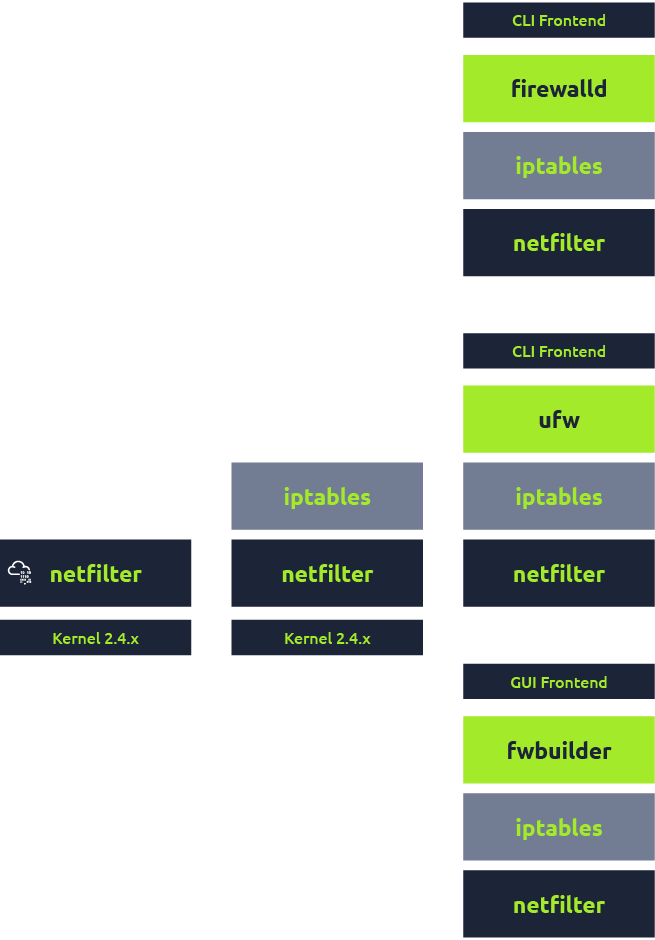 CLI Frontend
firewalld
iptables
netfilter
CLI Frontend
ufw
iptables
netfilter
iptables
netfilter
Kernel 2.4.x
netfilter
Kernel 2.4.x
GUI Frontend
fwbuilder
iptables
netfilter